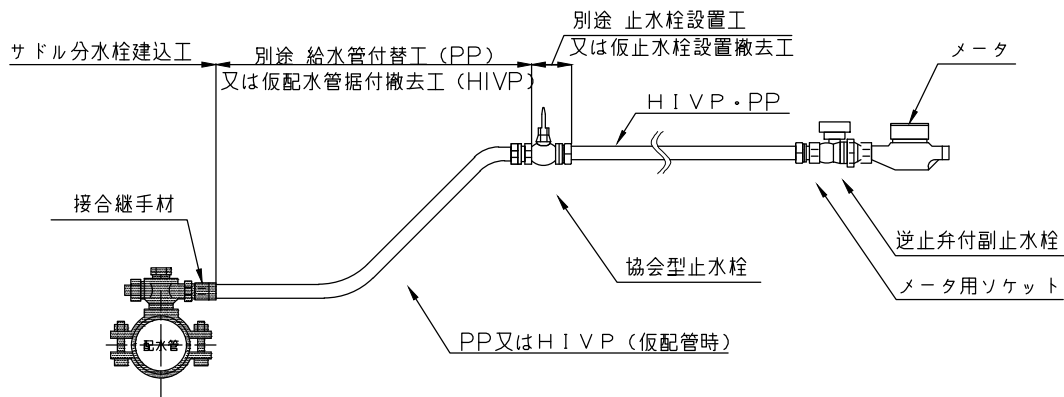 別途 止水栓設置工
又は仮止水栓設置撤去工
サドル分水栓建込工
別途 給水管付替工(PP)
又は仮配水管据付撤去工(HIVP)
メータ
HIVP・PP
接合継手材
逆止弁付副止水栓
協会型止水栓
メータ用ソケット
配水管
PP又はHIVP(仮配管時)